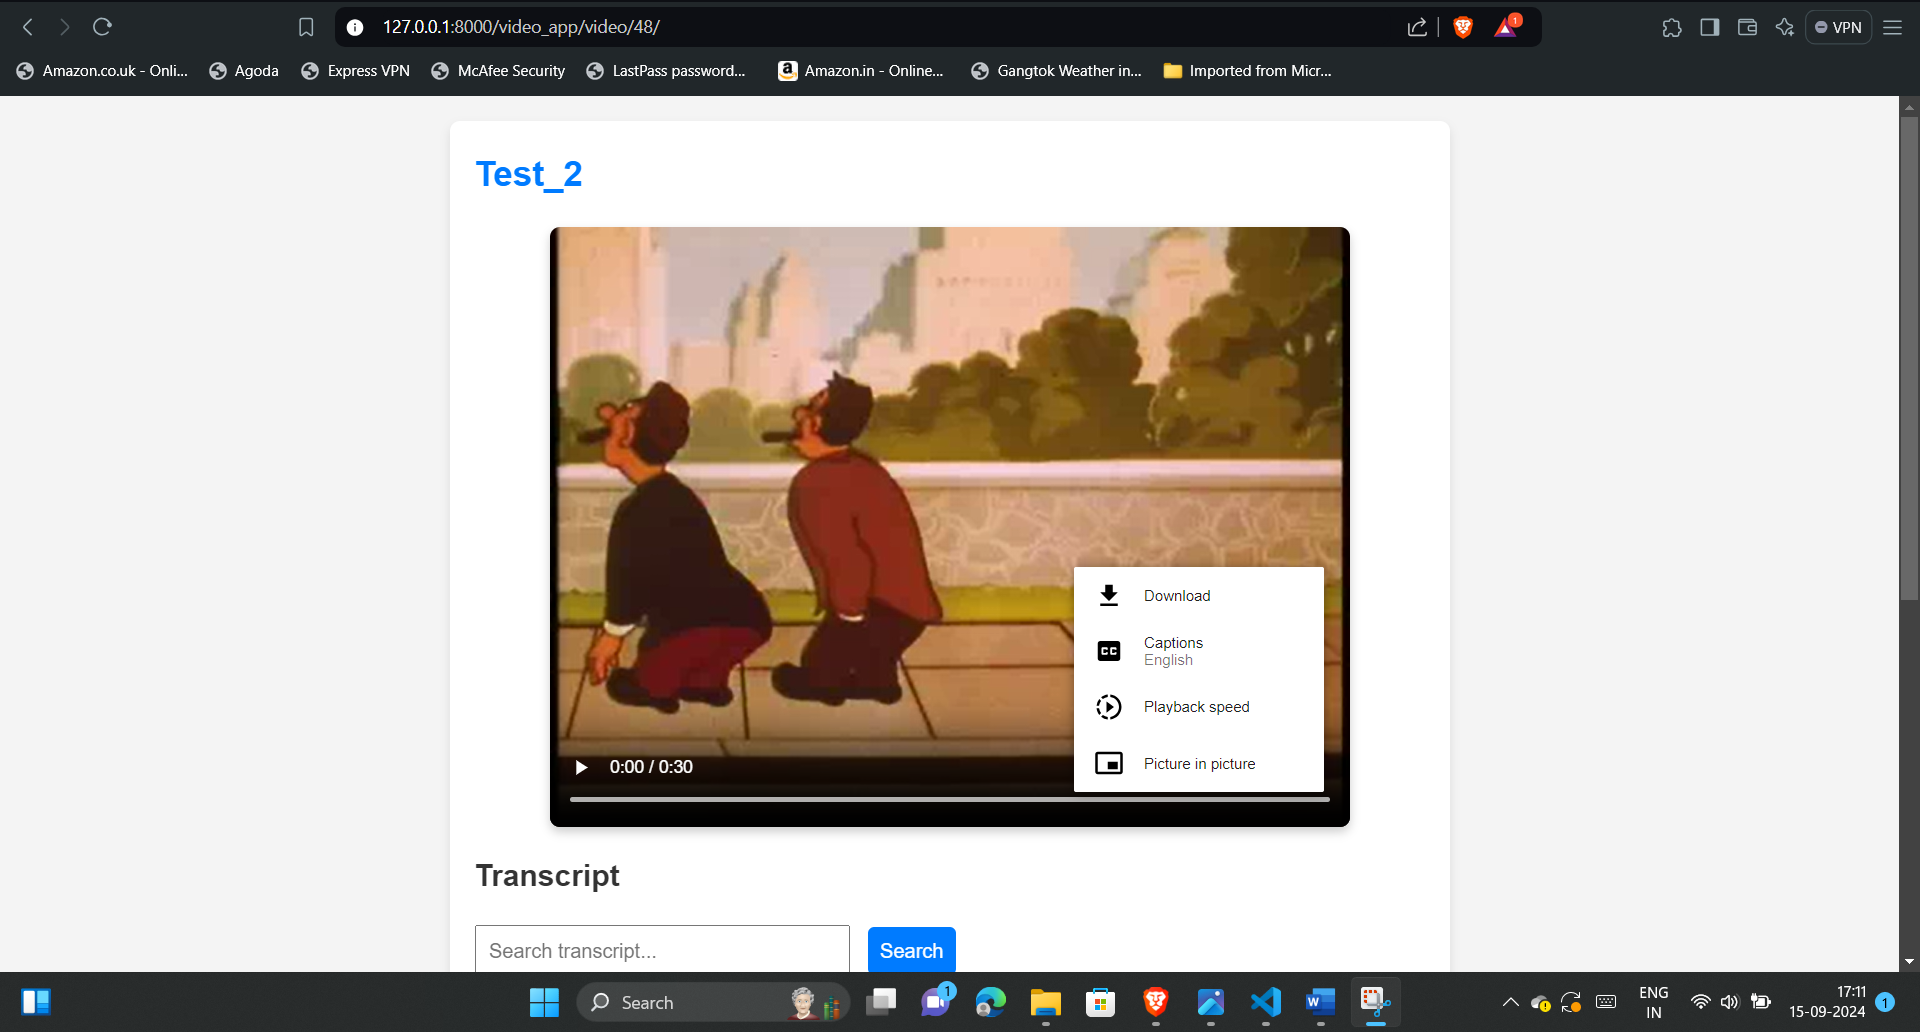 127.0.0.1:8000/video_app/video/48/
1
VPN
Amazon.co.uk - Onli...
Agoda
Express VPN
McAfee Security
LastPass password...
Amazon.in - Online...
Gangtok Weather in...
Imported from Micr...
Test_2
Download
Captions
English
Playback speed
Picture in picture
0:00 / 0:30
Transcript
Search transcript...
Search
Search
1
ENG
IN
17:11
15-09-2024
1